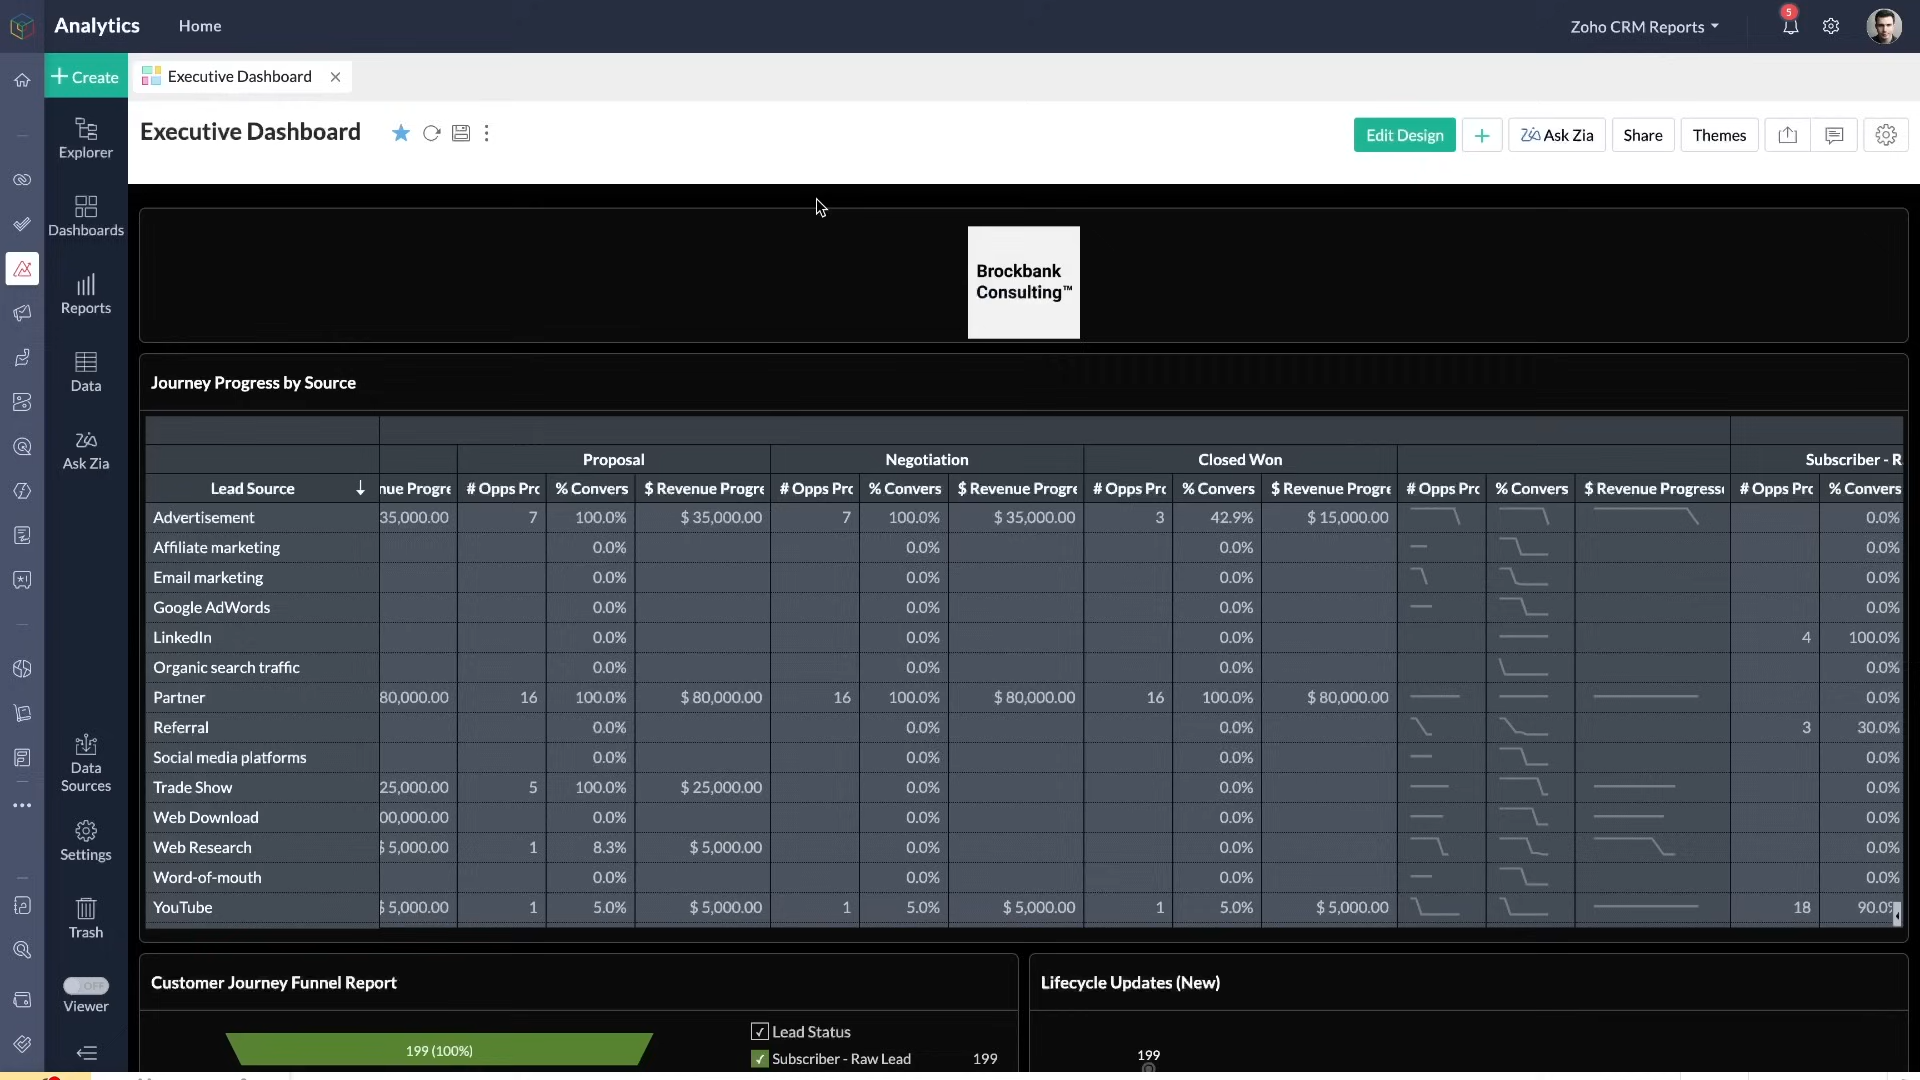 Analytics Home Zoho CRM Reports 5
+ Create Executive Dashboard ×
Executive Dashboard Edit Design + Ask Zia Share Themes
Explorer
Dashboards
Reports
Data
Ask Zia
Data
Sources
Settings
Trash
OFF
Viewer
Brockbank
Consulting™
Journey Progress by Source
Proposal Negotiation Closed Won Subscriber - R
Lead Source nue Progre # Opps Prc % Convers $ Revenue Progre # Opps Prc % Convers $ Revenue Progre # Opps Prc % Convers $ Revenue Progre # Opps Prc % Convers $ Revenue Progress # Opps Prc % Convers
Advertisement 35,000.00 7 100.0% $ 35,000.00 7 100.0% $ 35,000.00 3 42.9% $ 15,000.00 0.0%
Affiliate marketing 0.0% 0.0% 0.0% 0.0%
Email marketing 0.0% 0.0% 0.0% 0.0%
Google AdWords 0.0% 0.0% 0.0% 0.0%
LinkedIn 0.0% 0.0% 0.0% 4 100.0%
Organic search traffic 0.0% 0.0% 0.0% 0.0%
Partner 80,000.00 16 100.0% $ 80,000.00 16 100.0% $ 80,000.00 16 100.0% $ 80,000.00 0.0%
Referral 0.0% 0.0% 0.0% 3 30.0%
Social media platforms 0.0% 0.0% 0.0% 0.0%
Trade Show 25,000.00 5 100.0% $ 25,000.00 0.0% 0.0% 0.0%
Web Download 00,000.00 0.0% 0.0% 0.0% 0.0%
Web Research $ 5,000.00 1 8.3% $ 5,000.00 0.0% 0.0% 0.0%
Word-of-mouth 0.0% 0.0% 0.0% 0.0%
YouTube $ 5,000.00 1 5.0% $ 5,000.00 1 5.0% $ 5,000.00 1 5.0% $ 5,000.00 18 90.0%
Customer Journey Funnel Report
199 (100%)
Lead Status
Subscriber - Raw Lead 199
Lifecycle Updates (New)
199